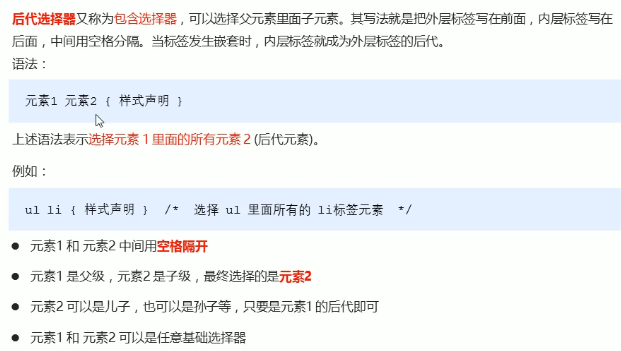 后代选择器又称为包含选择器，可以选择父元素里面子元素。其写法就是把外层标签写在前面，内层标签写在
后面，中间用空格分隔。当标签发生嵌套时，内层标签就成为外层标签的后代。
语法：
元素1 元素2 { 样式声明 }
上述语法表示选择元素 1 里面的所有元素 2 (后代元素)。
例如：
ul li { 样式声明 }  /*  选择 ul 里面所有的 li标签元素  */
● 元素1 和 元素2 中间用空格隔开
● 元素1 是父级，元素2 是子级，最终选择的是元素2
● 元素2 可以是儿子，也可以是孙子等，只要是元素1 的后代即可
● 元素1 和 元素2 可以是任意基础选择器